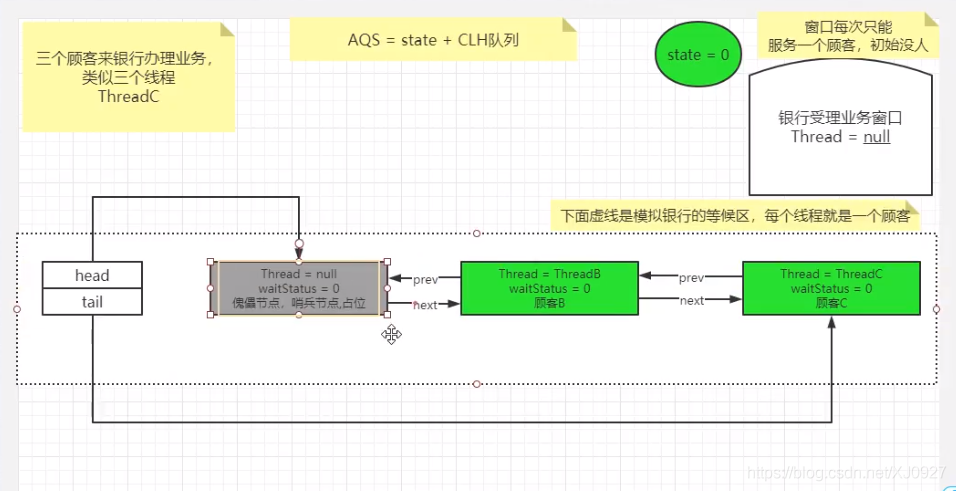 三个顾客来银行办理业务，
类似三个线程
ThreadC
AQS = state + CLH队列
state = 0
窗口每次只能
服务一个顾客，初始没人
银行受理业务窗口
Thread = null
下面虚线是模拟银行的等候区，每个线程就是一个顾客
head
tail
Thread = null
waitStatus = 0
傀儡节点，哨兵节点,占位
prev
next
Thread = ThreadB
waitStatus = 0
顾客B
prev
next
Thread = ThreadC
waitStatus = 0
顾客C
https://blog.csdn.net/XJ0927